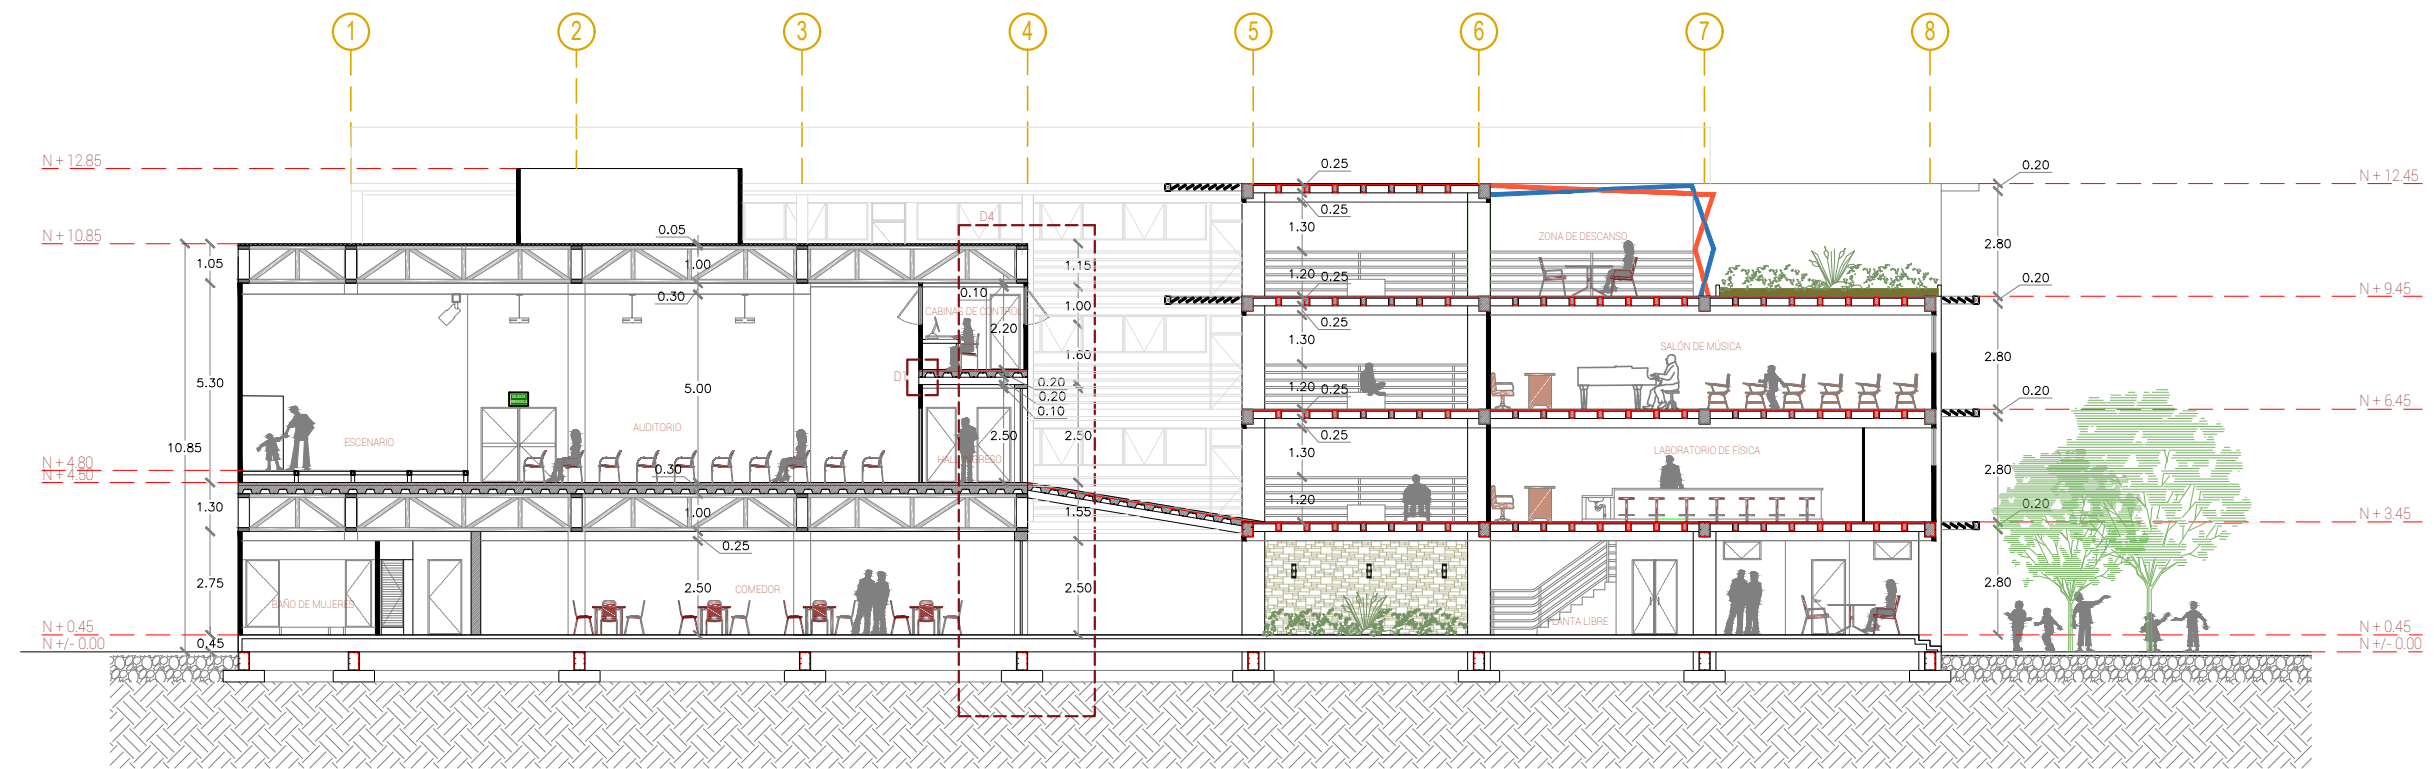 1 2 3 4 5 6 7 8
N + 12.85
N + 10.85
N + 4.80
N + 4.50
N + 0.45
N +/- 0.00
10.85
1.05
5.30
1.30
2.75
0.45
0.05
1.00
0.30
5.00
0.30
1.00
0.25
2.50
ESCENARIO
AUDITORIO
CABINAS DE CONTROL
BAÑO DE MUJERES
COMEDOR
D4
0.10
2.20
0.20
0.20
0.10
2.50
1.15
1.00
1.60
2.50
1.55
2.50
0.25
0.25
1.30
1.20
0.25
0.25
1.30
1.20
0.25
0.25
1.30
1.20
ZONA DE DESCANSO
SALÓN DE MÚSICA
LABORATORIO DE FÍSICA
LIBRE
0.20
2.80
0.20
2.80
0.20
2.80
0.20
2.80
N + 12.45
N + 9.45
N + 6.45
N + 3.45
N + 0.45
N +/- 0.00